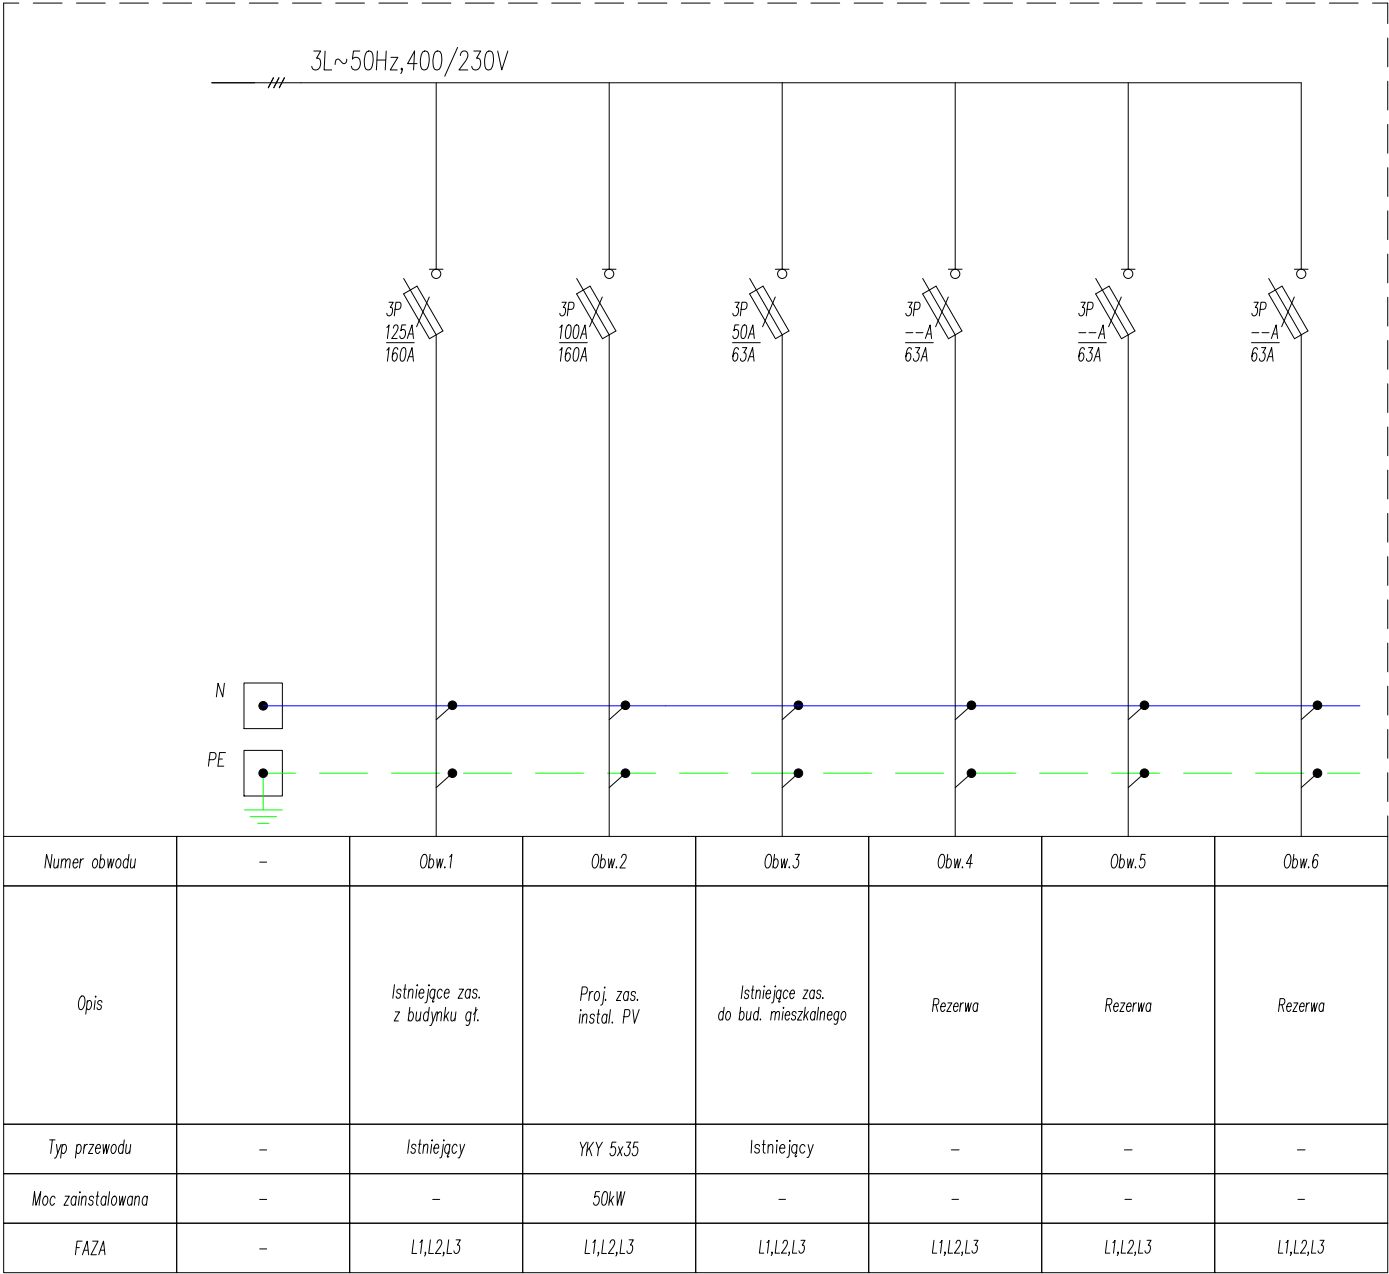 3L~50Hz,400/230V
3P
125A
160A
3P
100A
160A
3P
50A
63A
3P
--A
63A
3P
--A
63A
3P
--A
63A
N
PE
Numer obwodu
-
Obw.1
Obw.2
Obw.3
Obw.4
Obw.5
Obw.6
Opis
Istniejące zas.
z budynku gł.
Proj. zas.
instal. PV
Istniejące zas.
do bud. mieszkalnego
Rezerwa
Rezerwa
Rezerwa
Typ przewodu
-
Istniejący
YKY 5x35
Istniejący
-
-
-
Moc zainstalowana
-
-
50kW
-
-
-
-
FAZA
-
L1,L2,L3
L1,L2,L3
L1,L2,L3
L1,L2,L3
L1,L2,L3
L1,L2,L3